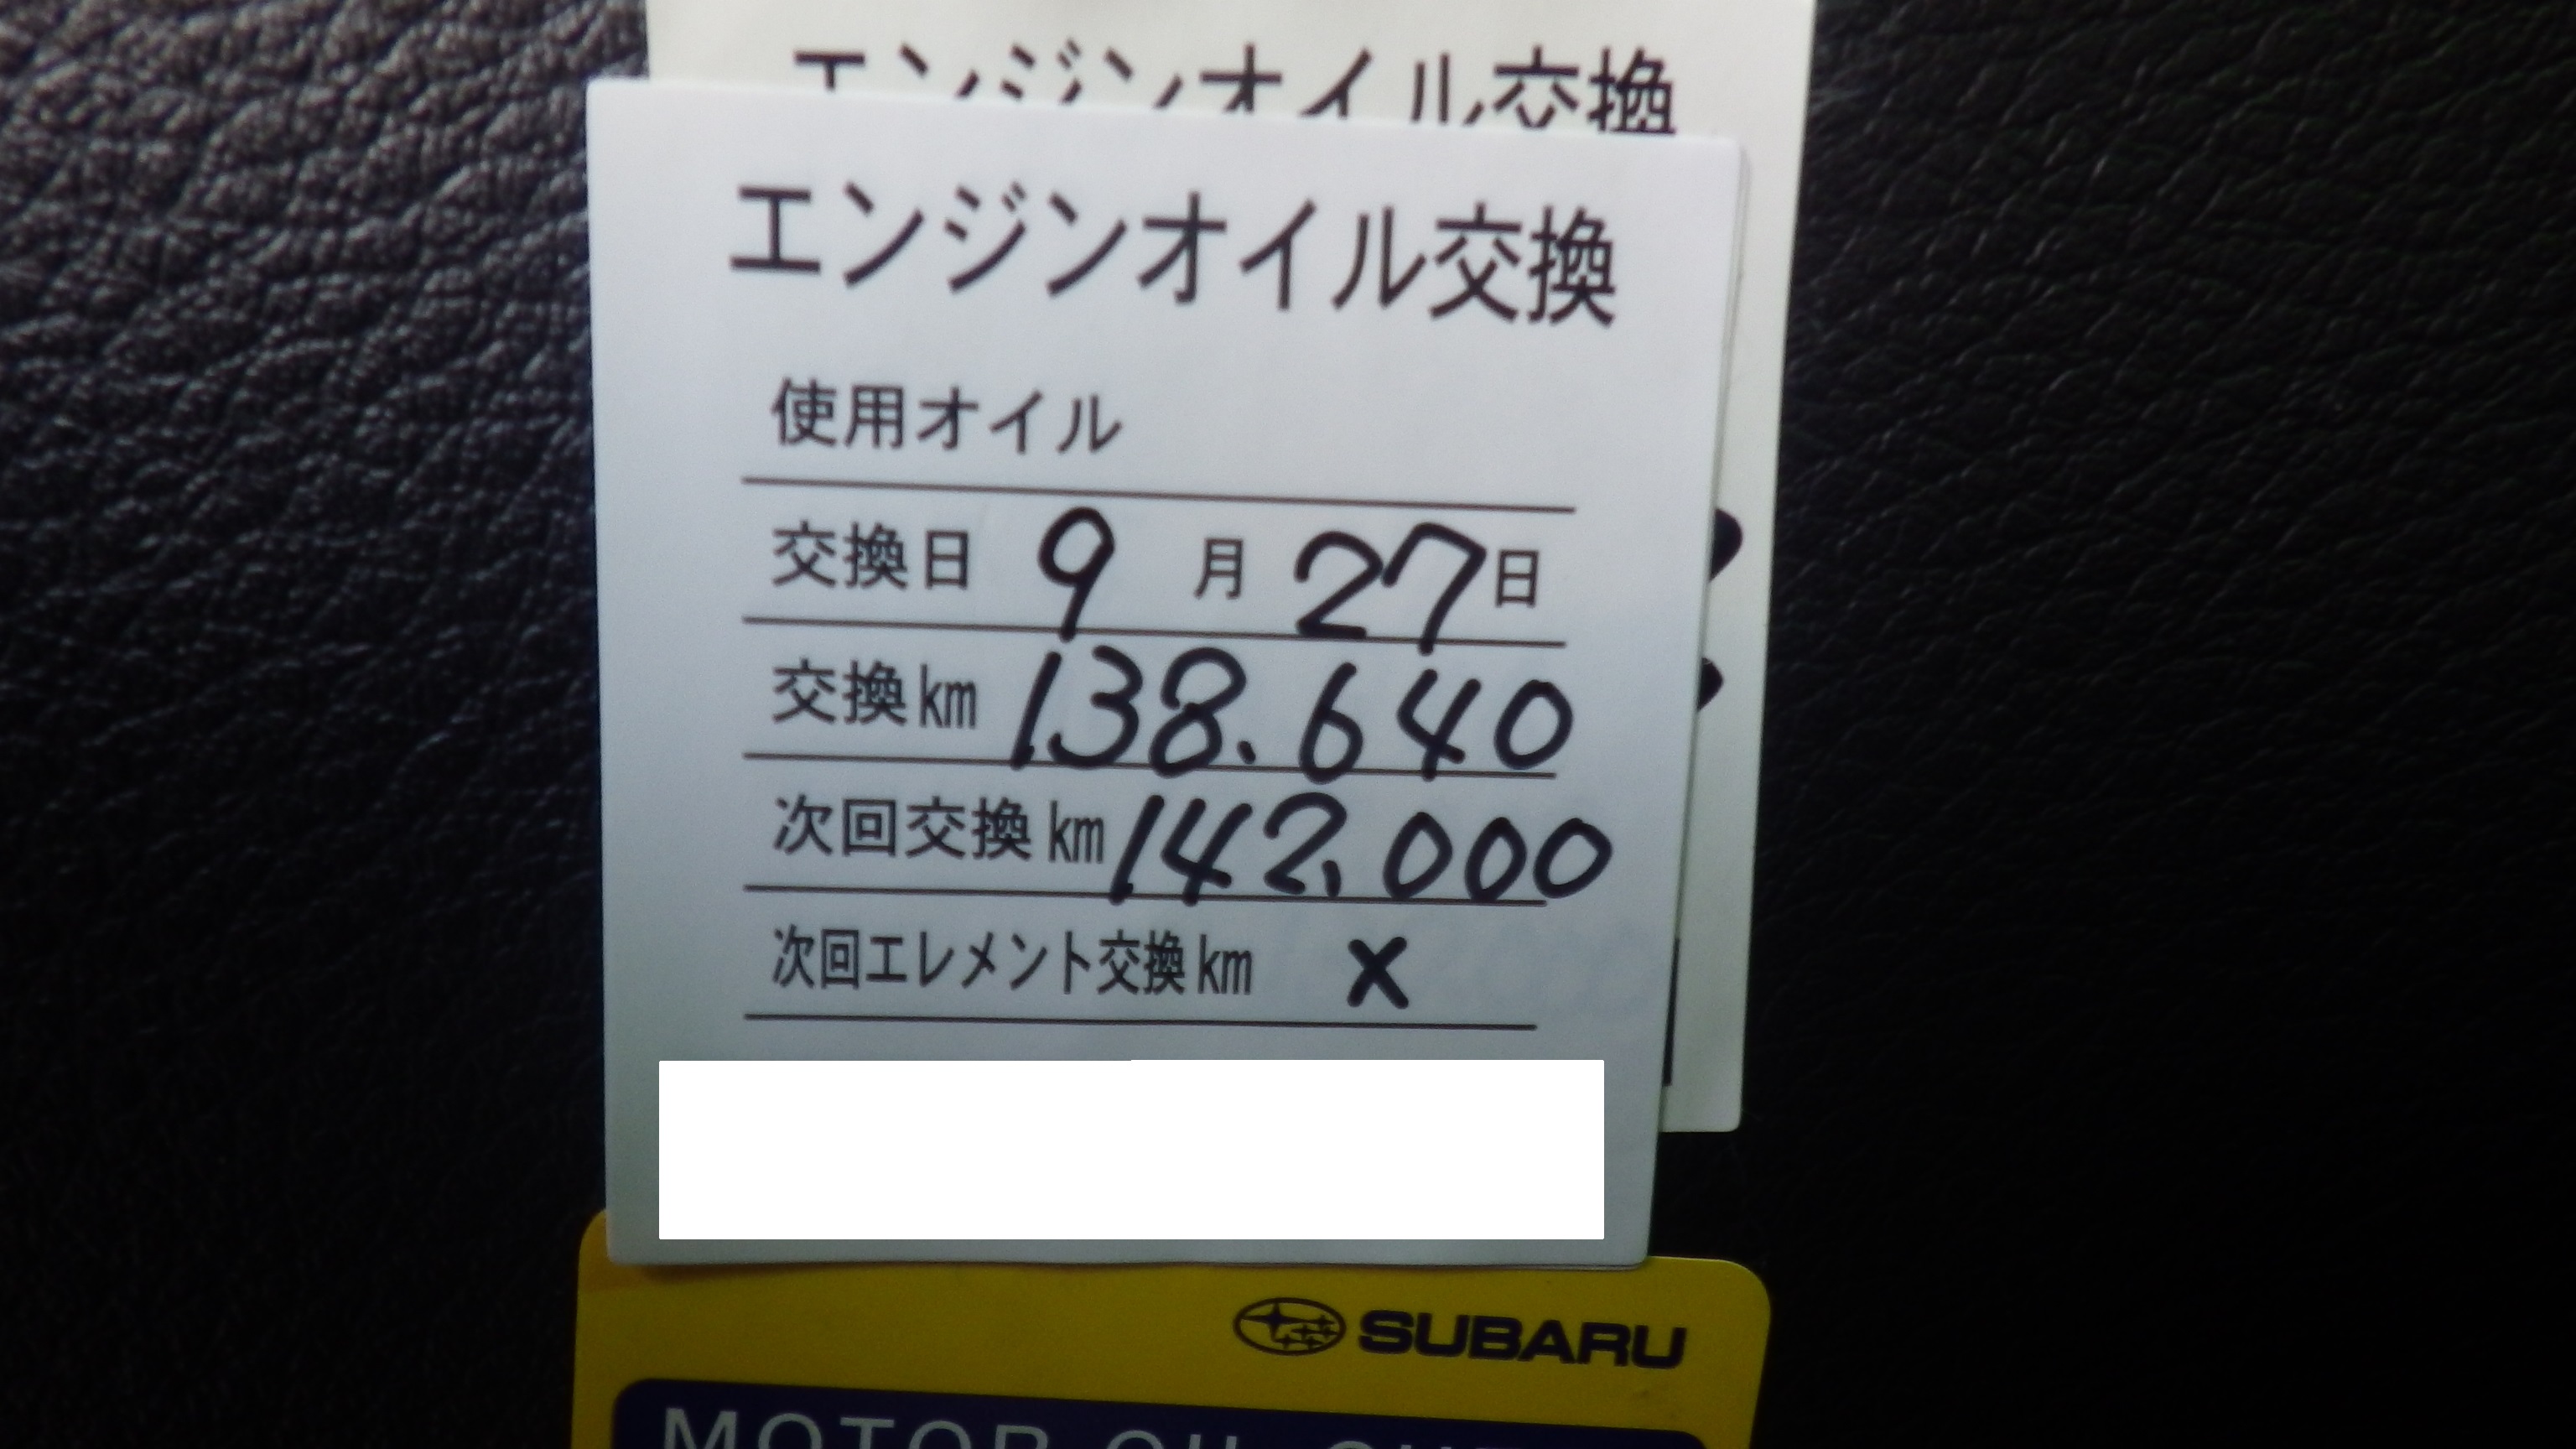 エンジンオイル交換
エンジンオイル交換
使用オイル
交換日 9 月 27 日
交換km 138.640
次回交換km 142,000
次回エレメント交換km x
SUBARU
MOTOR OIL